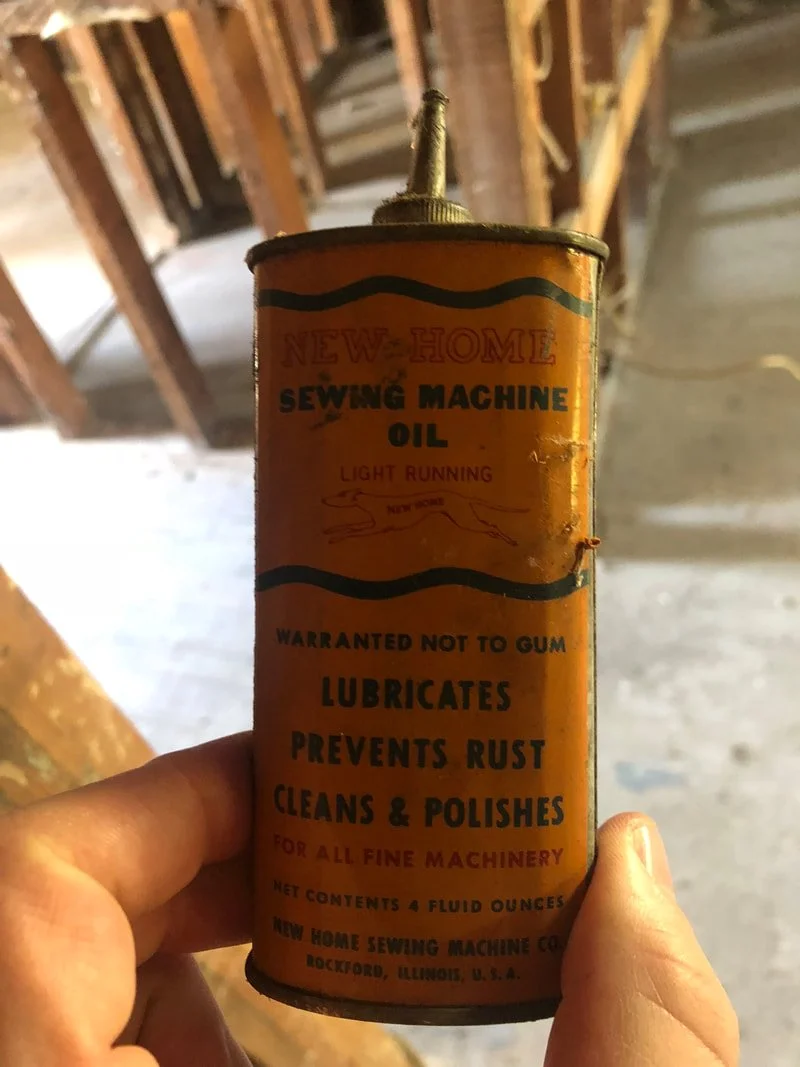 NEW HOME
SEWING MACHINE
OIL
LIGHT RUNNING
NEW HOME
WARRANTED NOT TO GUM
LUBRICATES
PREVENTS RUST
CLEANS & POLISHES
FOR ALL FINE MACHINERY
NET CONTENTS 4 FLUID OUNCES
NEW HOME SEWING MACHINE CO.
ROCKFORD, ILLINOIS, U.S.A.